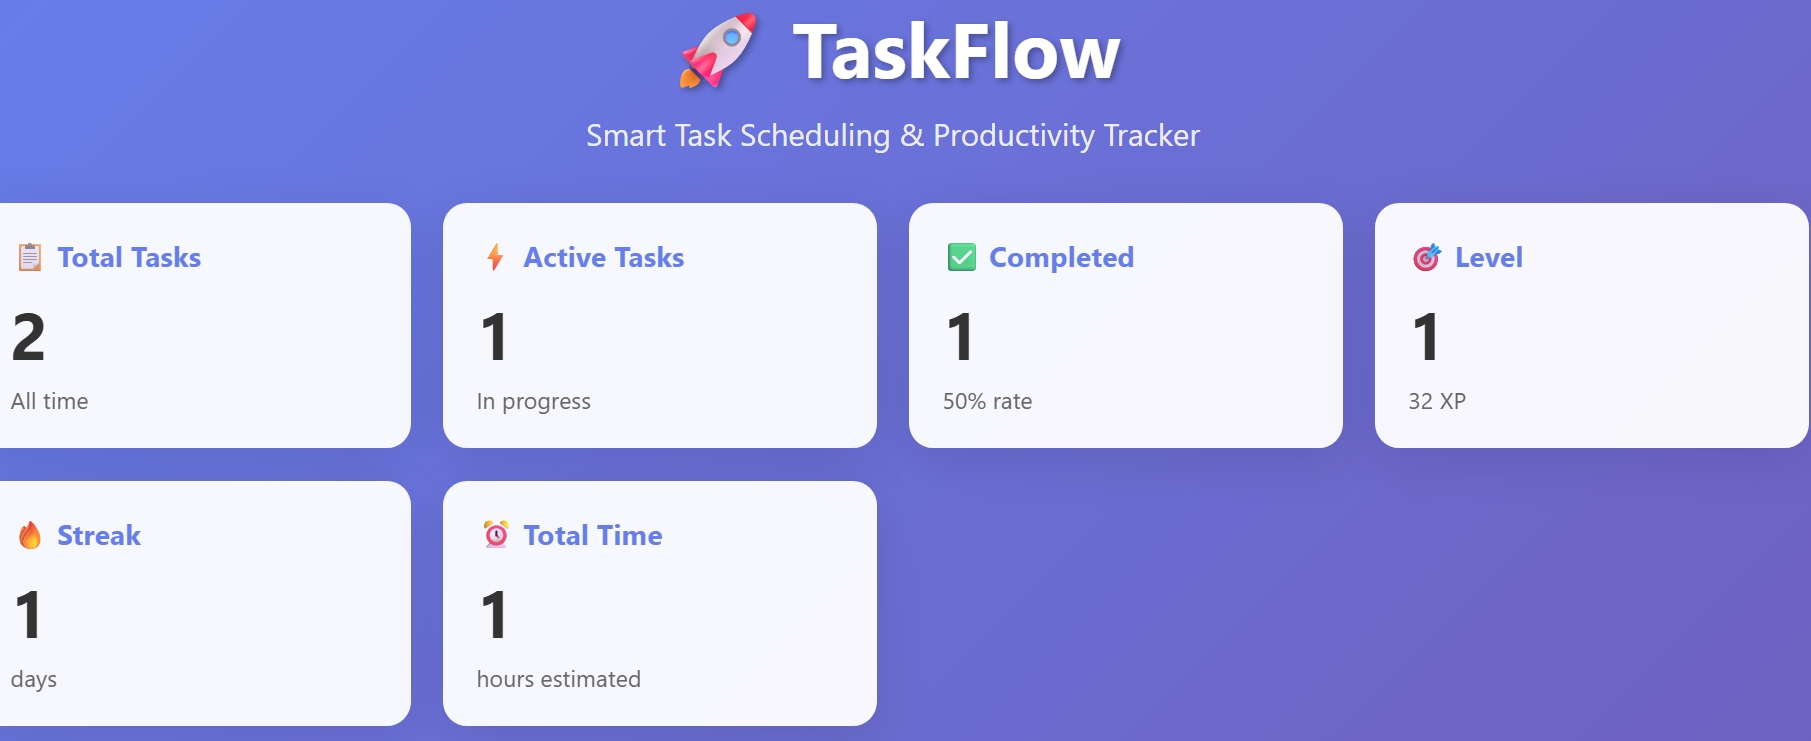 TaskFlow
Smart Task Scheduling & Productivity Tracker
Total Tasks
2
All time
Active Tasks
1
In progress
Completed
1
50% rate
Level
1
32 XP
Streak
1
days
Total Time
1
hours estimated